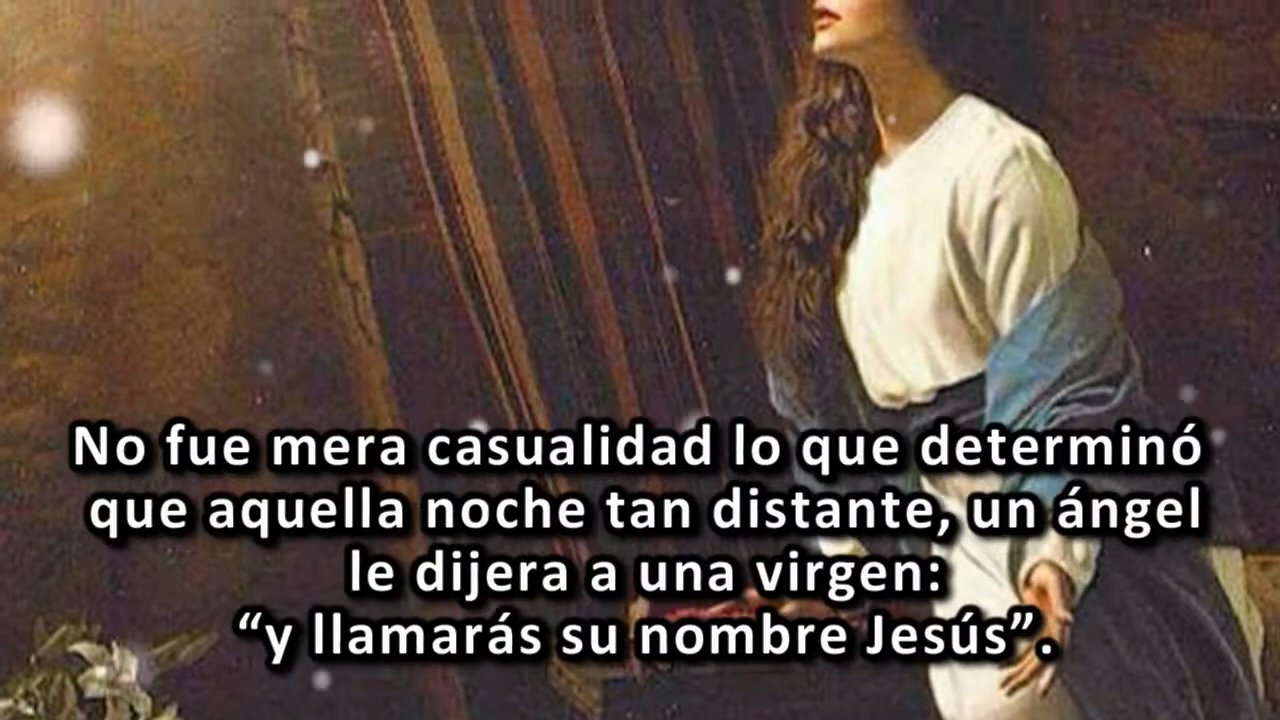 No fue mera casualidad lo que determinó
que aquella noche tan distante, un ángel
le dijera a una virgen:
“y llamarás su nombre Jesús”.